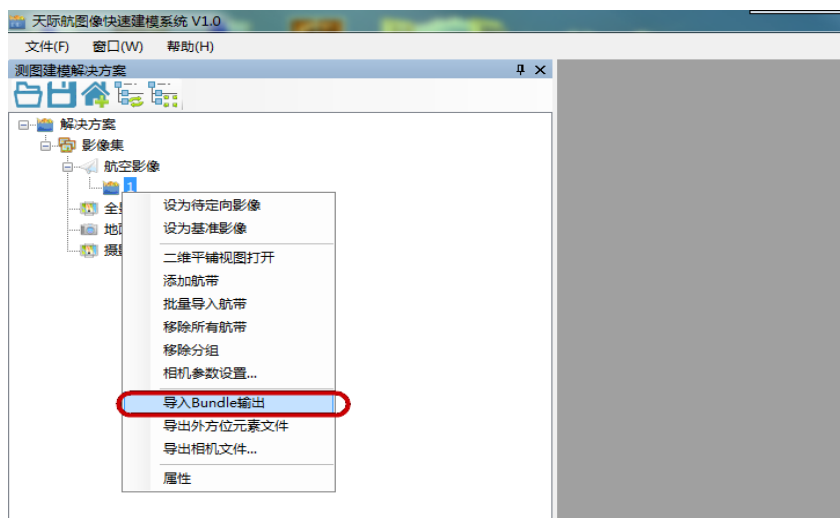 天际航图像快速建模系统 V1.0
文件(F) 窗口(W) 帮助(H)
测图建模解决方案
解决方案
影像集
航空影像
1
全
地
摄
设为待定向影像
设为基准影像
二维平铺视图打开
添加航带
批量导入航带
移除所有航带
移除分组
相机参数设置...
导入Bundle输出
导出外方位元素文件
导出相机文件...
属性